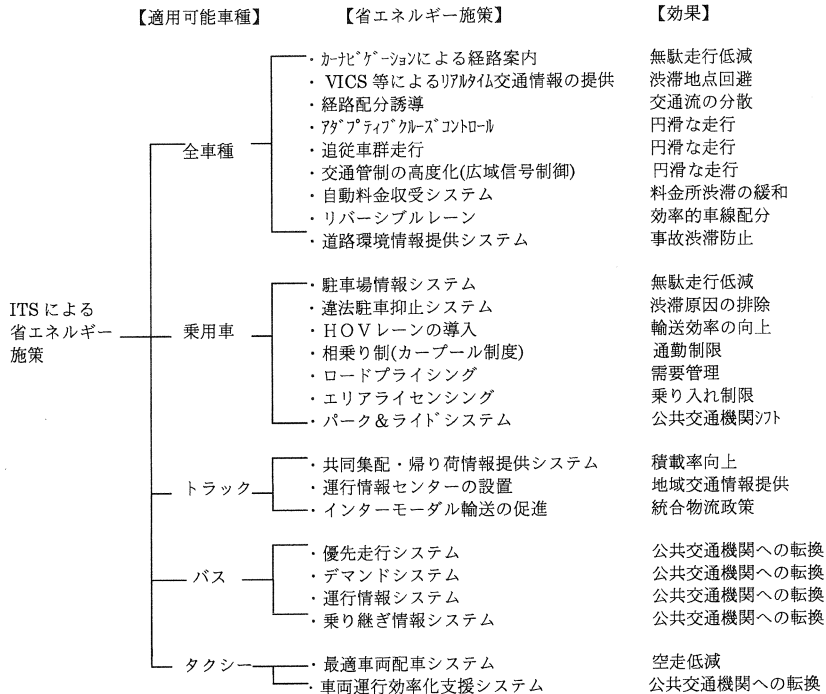 【適用可能車種】 【省エネルギー施策】 【効果】
・ｶｰﾅﾋﾞｹﾞｰｼｮﾝによる経路案内 無駄走行低減
・VICS 等によるﾘｱﾙﾀｲﾑ交通情報の提供 渋滞地点回避
・経路配分誘導 交通流の分散
・ｱﾀﾞﾌﾟﾃｨﾌﾞｸﾙｰｽﾞｺﾝﾄﾛｰﾙ 円滑な走行
全車種 ・追従車群走行 円滑な走行
・交通管制の高度化(広域信号制御) 円滑な走行
・自動料金収受システム 料金所渋滞の緩和
・リバーシブルレーン 効率的車線配分
・道路環境情報提供システム 事故渋滞防止
・駐車場情報システム 無駄走行低減
・違法駐車抑止システム 渋滞原因の排除
ITS による
省エネルギー
施策
乗用車 ・ＨＯＶレーンの導入 輸送効率の向上
・相乗り制(カープール制度) 通勤制限
・ロードプライシング 需要管理
・エリアライセンシング 乗り入れ制限
・パーク＆ライﾄﾞシステム 公共交通機関ｼﾌﾄ
・共同集配・帰り荷情報提供システム 積載率向上
トラック ・運行情報センターの設置 地域交通情報提供
・インターモーダル輸送の促進 統合物流政策
・優先走行システム 公共交通機関への転換
バス ・デマンドシステム 公共交通機関への転換
・運行情報システム 公共交通機関への転換
・乗り継ぎ情報システム 公共交通機関への転換
タクシー ・最適車両配車システム 空走低減
・車両運行効率化支援システム 公共交通機関への転換